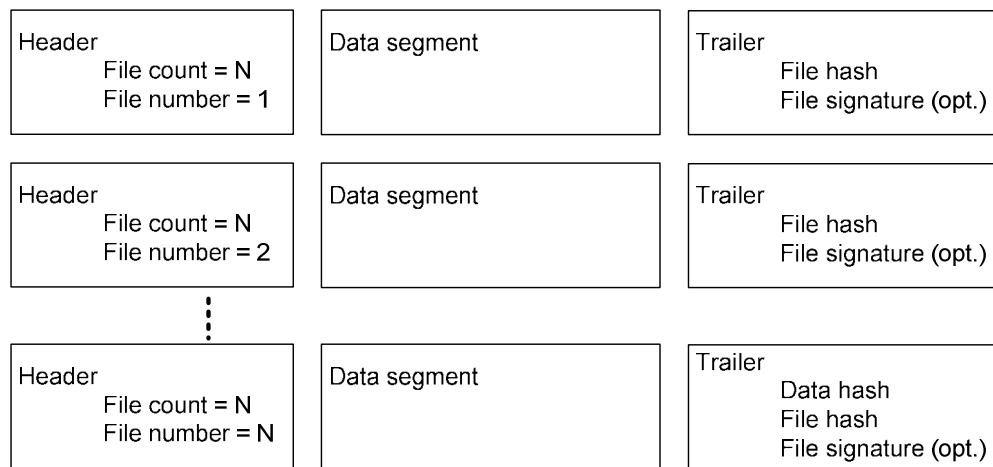 Header
File count = N
File number = 1
Data segment
Trailer
File hash
File signature (opt.)
Header
File count = N
File number = 2
Data segment
Trailer
File hash
File signature (opt.)
Header
File count = N
File number = N
Data segment
Trailer
Data hash
File hash
File signature (opt.)